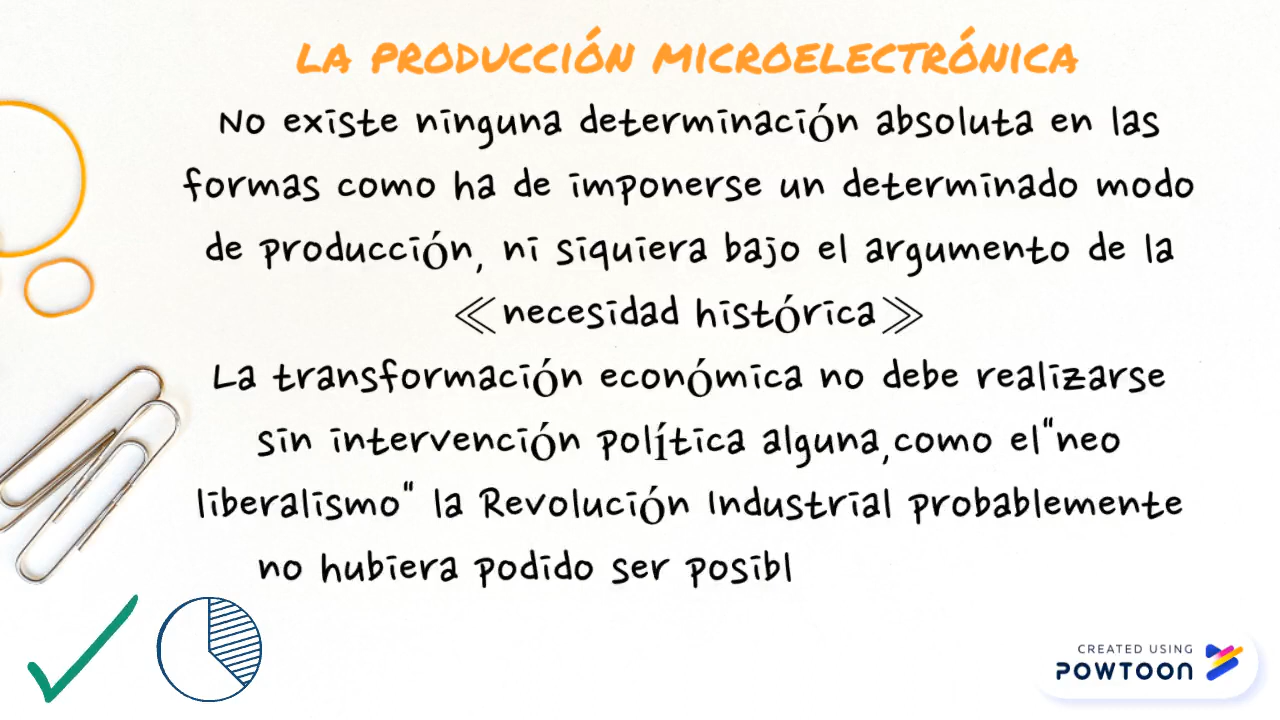 LA PRODUCCIÓN MICROELECTRÓNICA
No existe ninguna determinación absoluta en las
formas como ha de imponerse un determinado modo
de producción, ni siquiera bajo el argumento de la
≪necesidad histórica≫
La transformación económica no debe realizarse
sin intervención política alguna,como el"neo
liberalismo" la Revolución Industrial probablemente
no hubiera podido ser posibl
CREATED USING
POWTOON